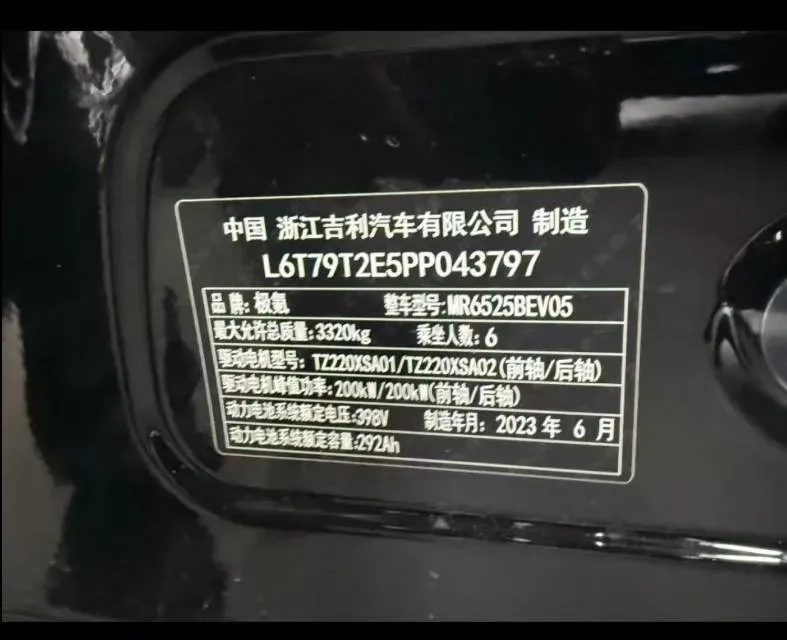 中国 浙江吉利汽车有限公司 制造
L6T79T2E5PP043797
品 牌: 极氪 整车型号:MR6525BEV05
最大允许总质量:3320kg 乘坐人数: 6
驱动电机型号: TZ220XSA01/TZ220XSA02(前轴/后轴)
驱动电机峰值功率:200kW/200kW(前轴/后轴)
动力电池系统额定电压:398V 制造年月: 2023 年 6 月
动力电池系统额定容量:292Ah